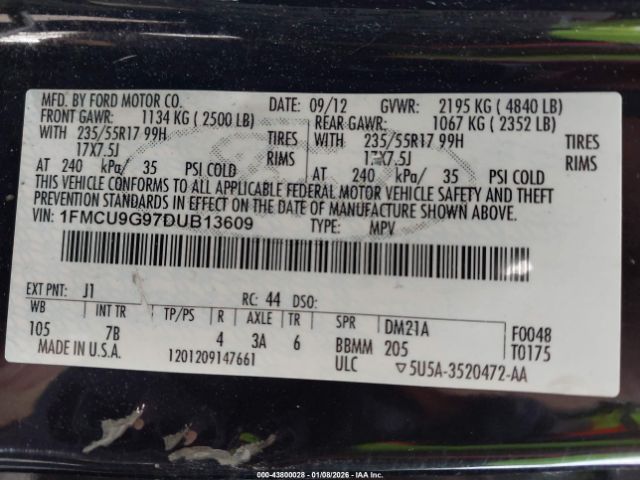 MFD. BY FORD MOTOR CO. DATE: 09/12 GVWR: 2195 KG ( 4840 LB)
FRONT GAWR: 1134 KG ( 2500 LB) REAR GAWR: 1067 KG ( 2352 LB)
WITH 235/55R17 99H TIRES WITH 235/55R17 99H TIRES
17X7.5J RIMS 17X7.5J RIMS
AT 240 kPa/ 35 PSI COLD AT 240 kPa/ 35 PSI COLD
THIS VEHICLE CONFORMS TO ALL APPLICABLE FEDERAL MOTOR VEHICLE SAFETY AND THEFT
PREVENTION STANDARDS IN EFFECT ON THE DATE OF MANUFACTURE SHOWN ABOVE.
VIN: 1FMCU9G97DUB13609 TYPE: MPV
EXT PNT: J1 RC: 44 DSO:
WB INT TR TP/PS R AXLE TR SPR DM21A F0048
105 7B 4 3A 6 BBMM 205 T0175
MADE IN U.S.A. 1201209147661 ULC 5U5A-3520472-AA
000-43800028 - 01/08/2026 - IAA Inc.